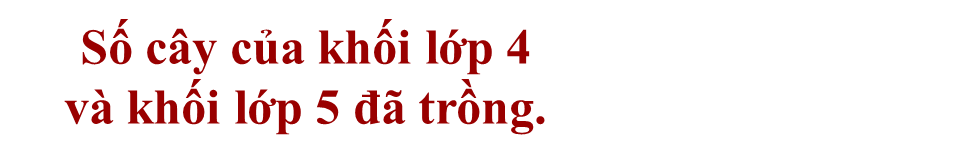 Số cây của khối lớp 4
và khối lớp 5 đã trồng.